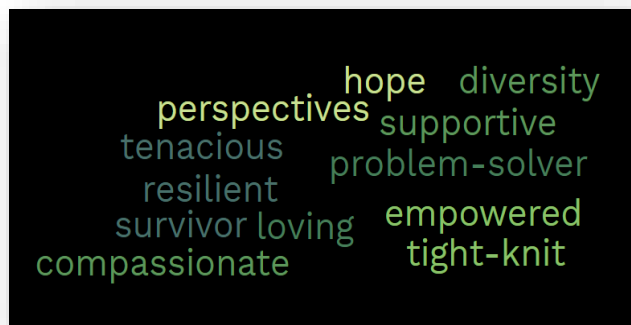 hope
diversity
perspectives
supportive
tenacious
problem-solver
resilient
empowered
survivor
loving
tight-knit
compassionate